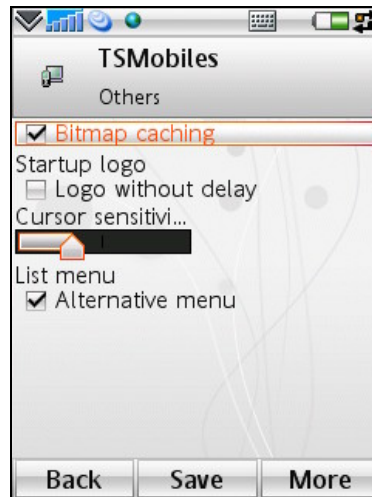 TSMobiles
Others
Bitmap caching
Startup logo
Logo without delay
Cursor sensitivi...
List menu
Alternative menu
Back Save More